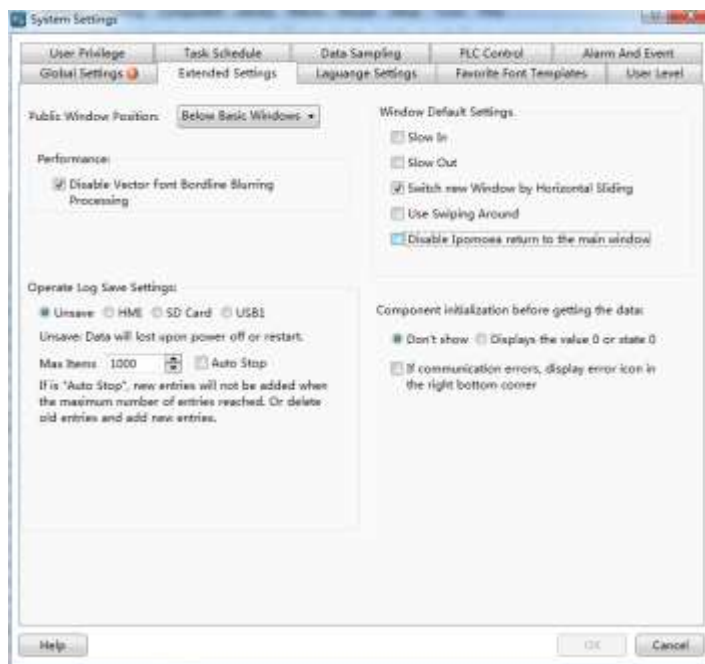 System Settings
User Privilege Task Schedule Data Sampling PLC Control Alarm And Event
Global Settings Extended Settings Laguange Settings Favorite Font Templates User Level
Public Window Position: Below Basic Windows
Window Default Settings
Slow In
Slow Out
Switch new Window by Horizontal Sliding
Use Swiping Around
Disable Ipomoea return to the main window
Performance:
Disable Vector font Bordline Blurring
Processing
Operate Log Save Settings:
Unsave HMI SD Card USB1
Unsave: Data will lost upon power off or restart.
Max Items 1000 Auto Stop
If is "Auto Stop", new entries will not be added when
the maximum number of entries reached. Or delete
old entries and add new entries.
Component initialization before getting the data:
Don't show Displays the value 0 or state 0
If communication errors, display error icon in
the right bottom corner
Help OK Cancel